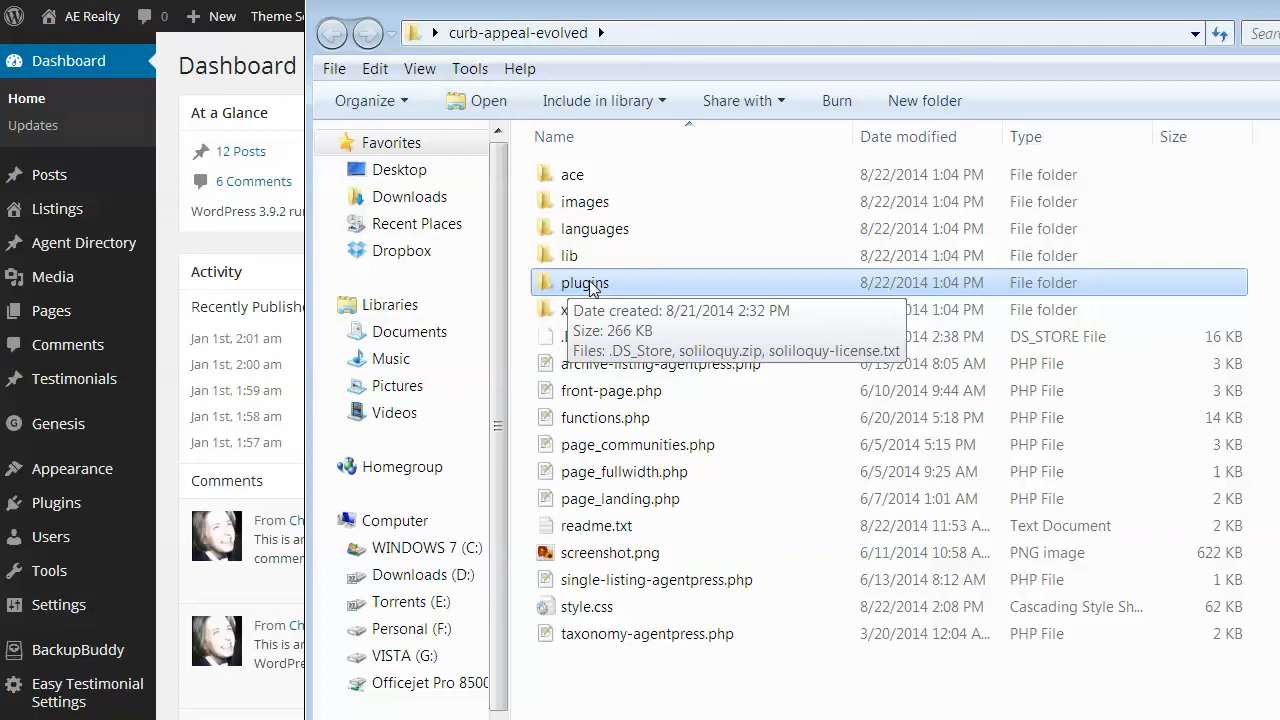 AE Realty 0 New Theme Se
Dashboard
Home
Updates
Posts
Listings
Agent Directory
Media
Pages
Comments
Testimonials
Genesis
Appearance
Plugins
Users
Tools
Settings
BackupBuddy
Easy Testimonial
Settings
Dashboard
At a Glance
12 Posts
6 Comments
WordPress 3.9.2 run
Activity
Recently Publishe
Jan 1st, 2:01 am
Jan 1st, 1:59 am
Jan 1st, 1:58 am
Jan 1st, 1:57 am
Comments
From Ch
This is an
commen
From Ch
This is an
WordPre
curb-appeal-evolved
Sear
File Edit View Tools Help
Organize Open Include in library Share with Burn New folder
Favorites
Desktop
Downloads
Recent Places
Dropbox
Libraries
Documents
Music
Pictures
Videos
Homegroup
Computer
WINDOWS 7 (C:)
Downloads (D:)
Torrents (E:)
Personal (F:)
VISTA (G:)
Officejet Pro 8500
Name Date modified Type Size
ace 8/22/2014 1:04 PM File folder
images 8/22/2014 1:04 PM File folder
languages 8/22/2014 1:04 PM File folder
lib 8/22/2014 1:04 PM File folder
plugins 8/22/2014 1:04 PM File folder
x 8/22/2014 1:04 PM File folder
Date created: 8/21/2014 2:32 PM
Size: 266 KB
Files: .DS_Store, soliloquy.zip, soliloquy-license.txt
2:38 PM DS_STORE File 16 KB
archive-listing-agentpress.php 6/13/2014 8:05 AM PHP File 3 KB
front-page.php 6/10/2014 9:44 AM PHP File 3 KB
functions.php 6/20/2014 5:18 PM PHP File 14 KB
page_communities.php 6/5/2014 5:15 PM PHP File 3 KB
page_fullwidth.php 6/5/2014 9:25 AM PHP File 1 KB
page_landing.php 6/7/2014 1:01 AM PHP File 2 KB
readme.txt 8/22/2014 11:53 A... Text Document 2 KB
screenshot.png 6/11/2014 10:58 A... PNG image 622 KB
single-listing-agentpress.php 6/13/2014 8:12 AM PHP File 1 KB
style.css 8/22/2014 2:08 PM Cascading Style Sh... 62 KB
taxonomy-agentpress.php 3/20/2014 12:04 A... PHP File 2 KB